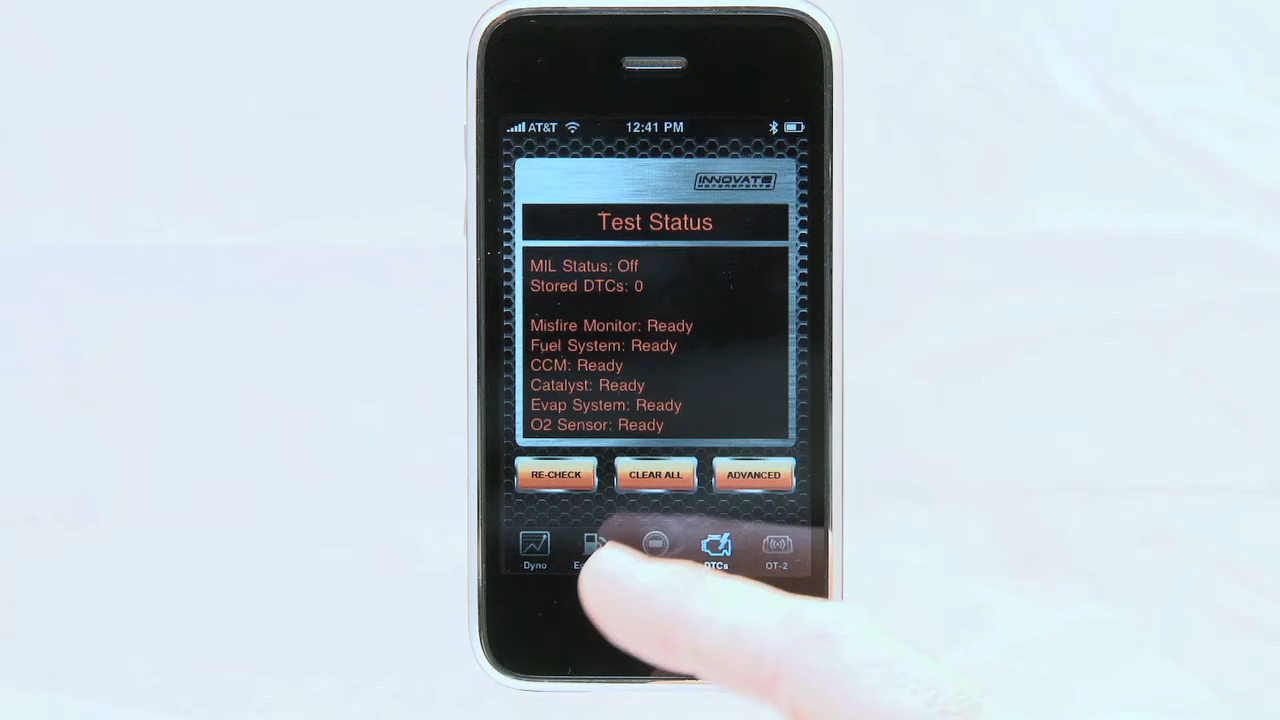 AT&T 12:41 PM
INNOVATE
MOTORSPORTS
Test Status
MIL Status: Off
Stored DTCs: 0
Misfire Monitor: Ready
Fuel System: Ready
CCM: Ready
Catalyst: Ready
Evap System: Ready
O2 Sensor: Ready
RE-CHECK CLEAR ALL ADVANCED
Dyno DTCs OT-2